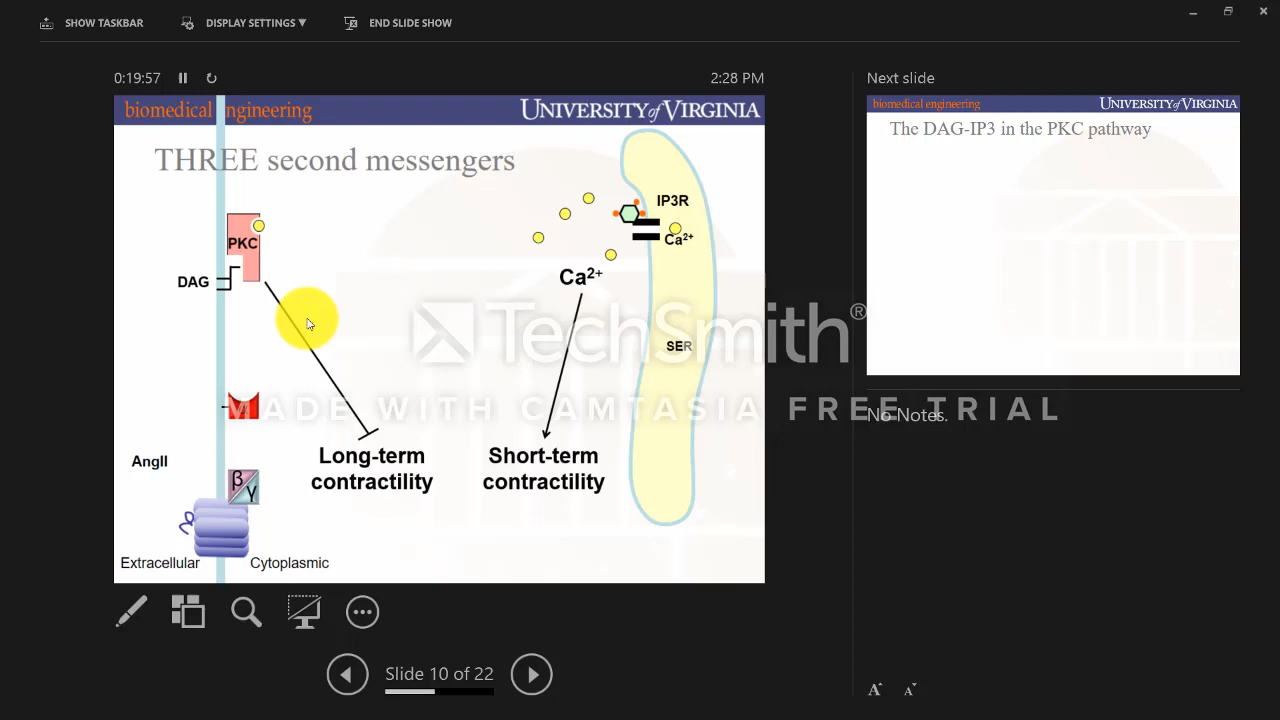 SHOW TASKBAR
DISPLAY SETTINGS ▼
END SLIDE SHOW
0:19:57
2:28 PM
Next slide
biomedical engineering
UNIVERSITY of VIRGINIA
THREE second messengers
PKC
DAG
IP3R
Ca²⁺
Ca²⁺
SER
Long-term
contractility
Short-term
contractility
AngII
β
γ
Extracellular
Cytoplasmic
biomedical engineering
UNIVERSITY of VIRGINIA
The DAG-IP3 in the PKC pathway
TechSmith®
MADE WITH CAMTASIA FREE TRIAL
No Notes.
Slide 10 of 22
A A